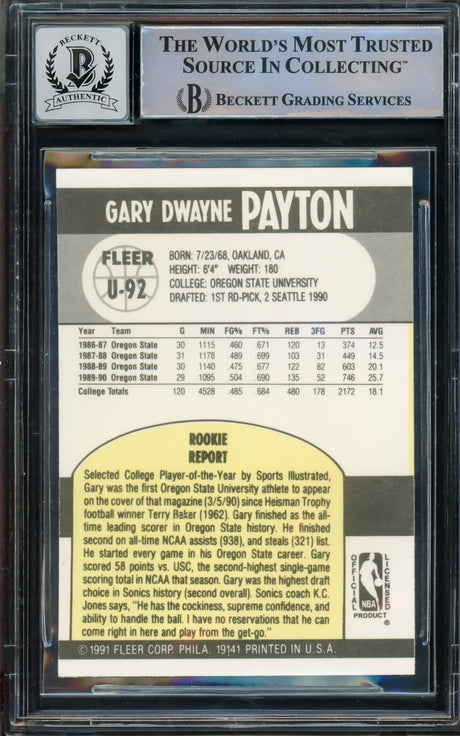 BECKETT
B
AUTHENTIC
THE WORLD'S MOST TRUSTED
SOURCE IN COLLECTING™
B BECKETT GRADING SERVICES
GARY DWAYNE PAYTON
FLEER
U-92
BORN: 7/23/68, OAKLAND, CA
HEIGHT: 6'4" WEIGHT: 180
COLLEGE: OREGON STATE UNIVERSITY
DRAFTED: 1ST RD-PICK, 2 SEATTLE 1990
Year Team G MIN FG% FT% REB 3FG PTS AVG
1986-87 Oregon State 30 1115 .460 .671 120 13 374 12.5
1987-88 Oregon State 31 1178 .489 .699 103 31 449 14.5
1988-89 Oregon State 30 1140 .475 .677 122 82 603 20.1
1989-90 Oregon State 29 1095 .504 .690 135 52 746 25.7
College Totals 120 4528 .485 .684 480 178 2172 18.1
ROOKIE
REPORT
Selected College Player-of-the-Year by Sports Illustrated,
Gary was the first Oregon State University athlete to appear
on the cover of that magazine (3/5/90) since Heisman Trophy
football winner Terry Baker (1962). Gary finished as the all-
time leading scorer in Oregon State history. He finished
second on all-time NCAA assists (938), and steals (321) list.
He started every game in his Oregon State career. Gary
scored 58 points vs. USC, the second-highest single-game
scoring total in NCAA that season. Gary was the highest draft
choice in Sonics history (second overall). Sonics coach K.C.
Jones says, "He has the cockiness, supreme confidence, and
ability to handle the ball. I have no reservations that he can
come right in here and play from the get-go."
OFFICIAL LICENSED
NBA
PRODUCT ®
© 1991 FLEER CORP. PHILA. 19141 PRINTED IN U.S.A.